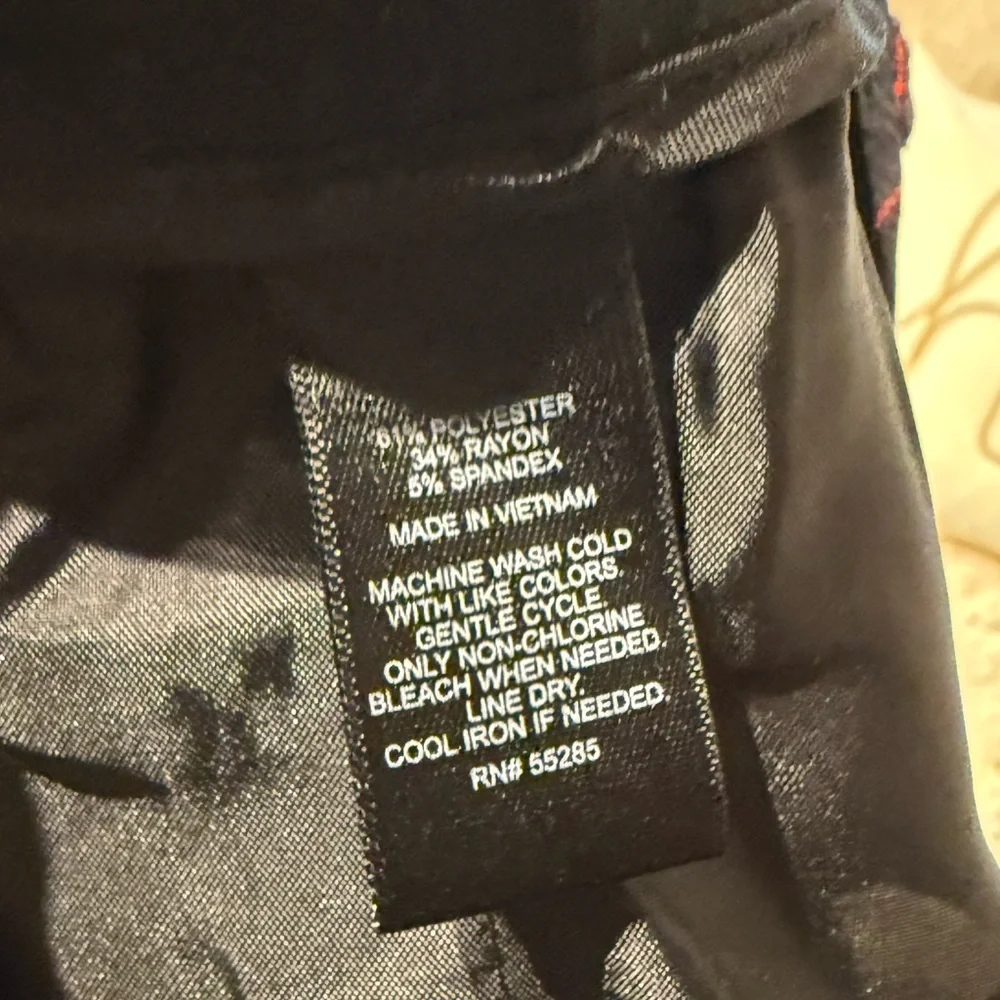 61% POLYESTER
34% RAYON
5% SPANDEX
MADE IN VIETNAM
MACHINE WASH COLD
WITH LIKE COLORS.
GENTLE CYCLE.
ONLY NON-CHLORINE
BLEACH WHEN NEEDED.
LINE DRY.
COOL IRON IF NEEDED.
RN# 55285